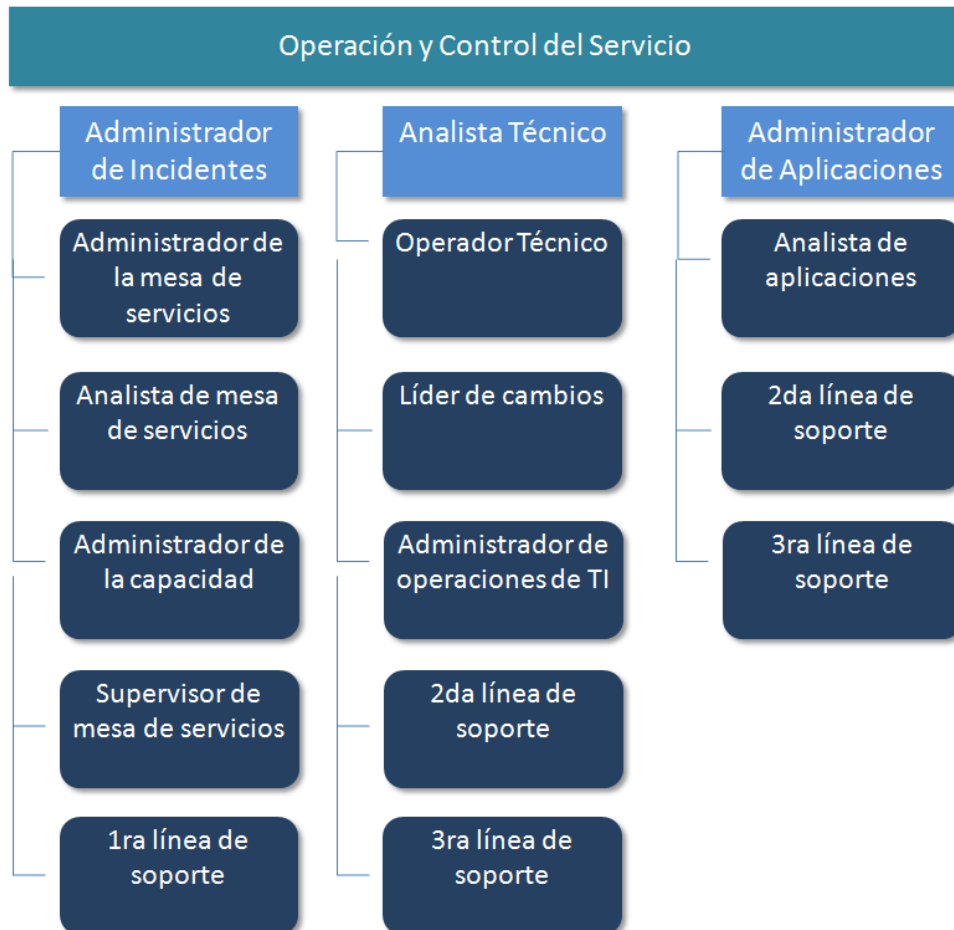 Operación y Control del Servicio
Administrador
de Incidentes
Administrador de
la mesa de
servicios
Analista de mesa
de servicios
Administrador de
la capacidad
Supervisor de
mesa de servicios
1ra línea de
soporte
Analista Técnico
Operador Técnico
Líder de cambios
Administrador de
operaciones de TI
2da línea de
soporte
3ra línea de
soporte
Administrador
de Aplicaciones
Analista de
aplicaciones
2da línea de
soporte
3ra línea de
soporte